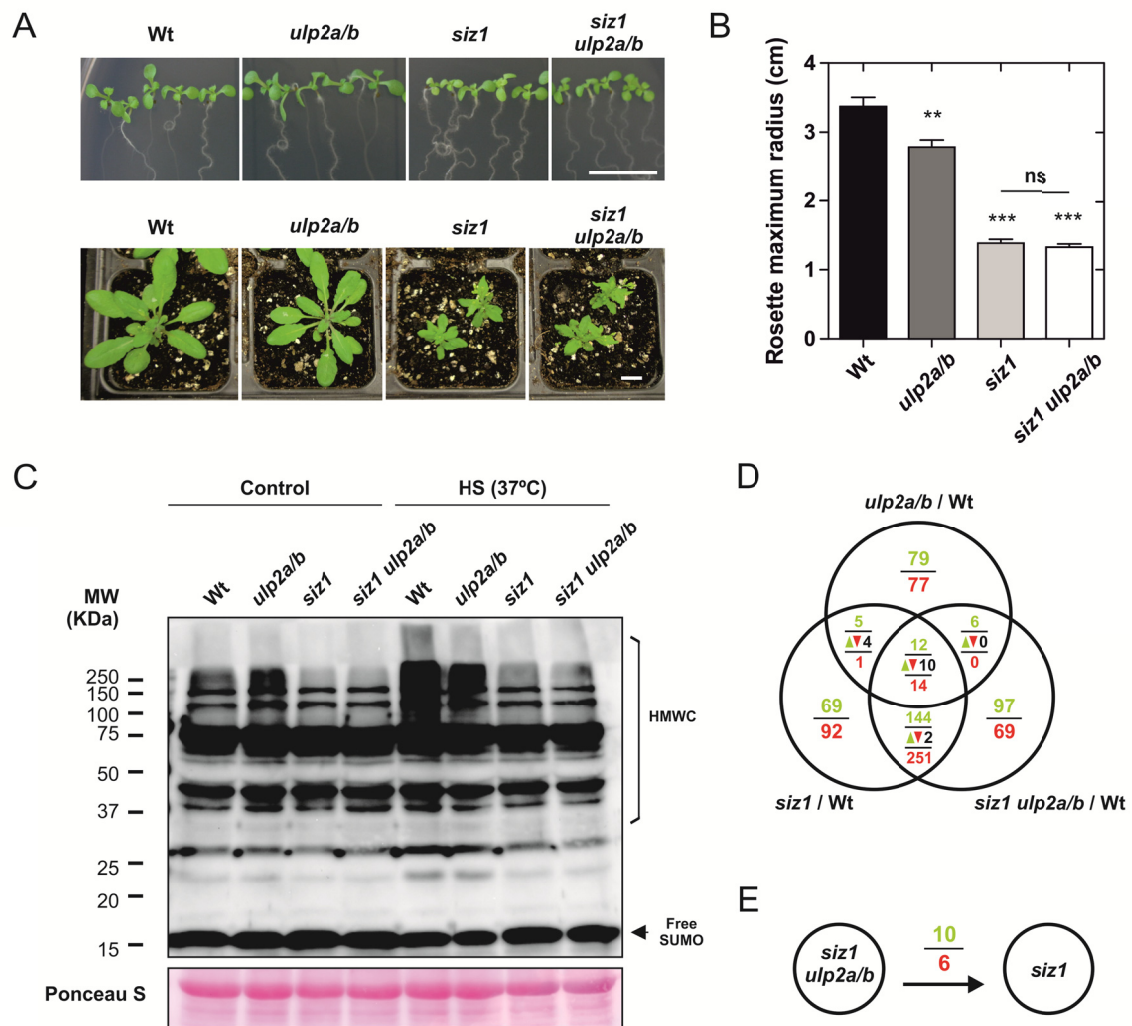 A
Wt
ulp2a/b
siz1
siz1
ulp2a/b
Wt
ulp2a/b
siz1
siz1
ulp2a/b
B
Rosette maximum radius (cm)
4
3
2
1
0
**
ns
***
***
Wt
ulp2a/b
siz1
siz1 ulp2a/b
C
Control
HS (37ºC)
MW
(KDa)
Wt
ulp2a/b
siz1
siz1 ulp2a/b
Wt
ulp2a/b
siz1
siz1 ulp2a/b
250
150
100
75
50
37
25
20
15
HMWC
Free
SUMO
Ponceau S
D
ulp2a/b / Wt
79
77
5
4
1
6
0
0
12
10
14
69
92
144
2
251
97
69
siz1 / Wt
siz1 ulp2a/b / Wt
E
siz1
ulp2a/b
10
6
siz1